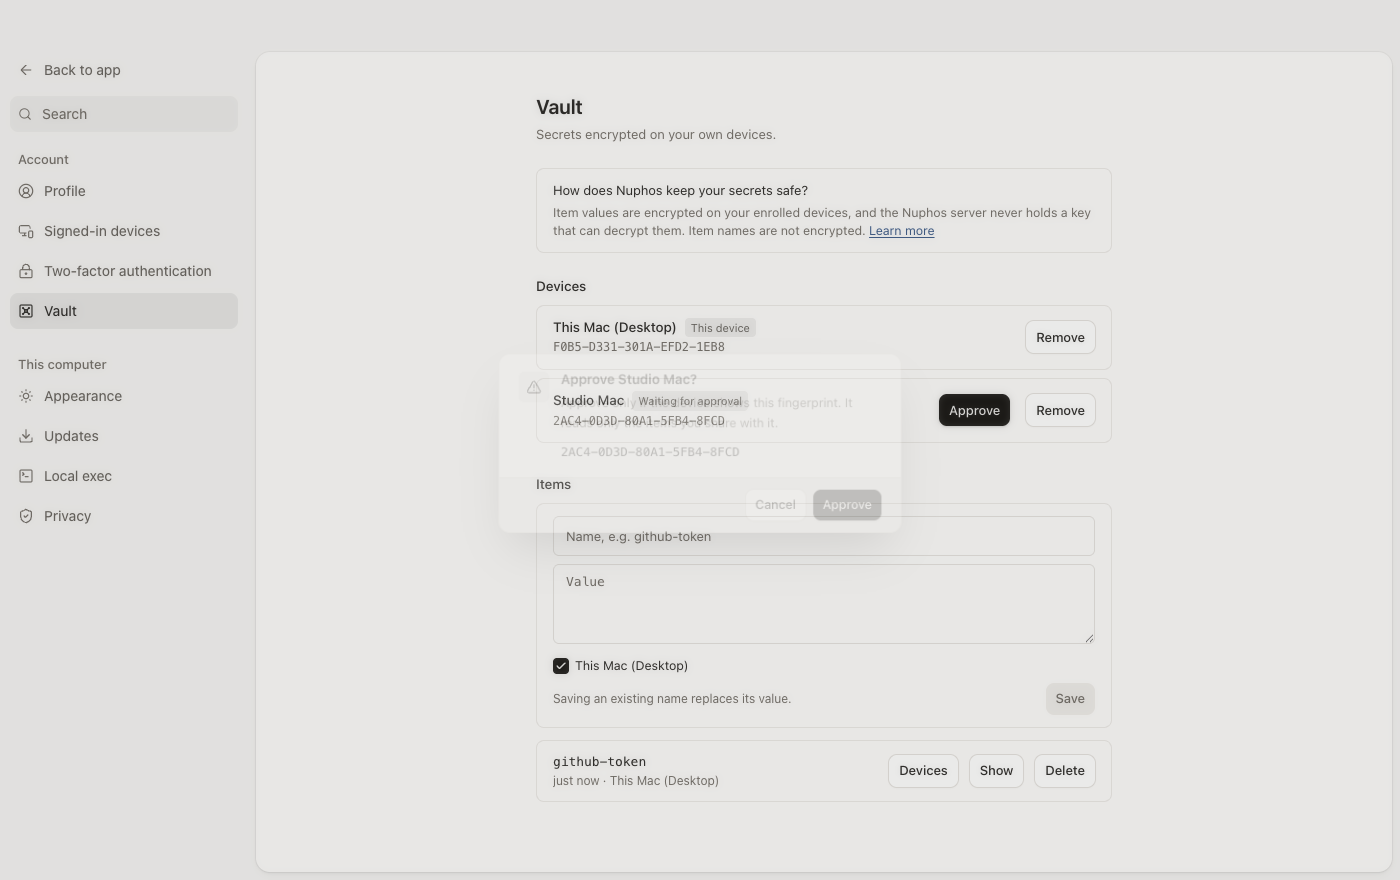 Back to app
Search
Account
Profile
Signed-in devices
Two-factor authentication
Vault
This computer
Appearance
Updates
Local exec
Privacy
Vault
Secrets encrypted on your own devices.
How does Nuphos keep your secrets safe?
Item values are encrypted on your enrolled devices, and the Nuphos server never holds a key
that can decrypt them. Item names are not encrypted. Learn more
Devices
This Mac (Desktop) This device
F0B5-D331-301A-EFD2-1EB8
Remove
Studio Mac Waiting for approval
2AC4-0D3D-80A1-5FB4-8FCD
Approve
Remove
Approve Studio Mac?
this fingerprint. It
with it.
2AC4-0D3D-80A1-5FB4-8FCD
Cancel
Approve
Items
Name, e.g. github-token
Value
This Mac (Desktop)
Saving an existing name replaces its value.
Save
github-token
just now · This Mac (Desktop)
Devices
Show
Delete